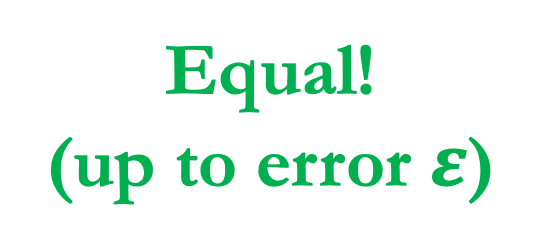 Equal!
(up to error ε)